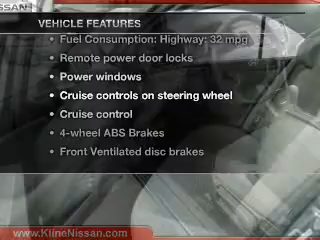 ISSAN
VEHICLE FEATURES
• Fuel Consumption: Highway: 32 mpg
• Remote power door locks
• Power windows
• Cruise controls on steering wheel
• Cruise control
• 4-wheel ABS Brakes
• Front Ventilated disc brakes
www.KlineNissan.com